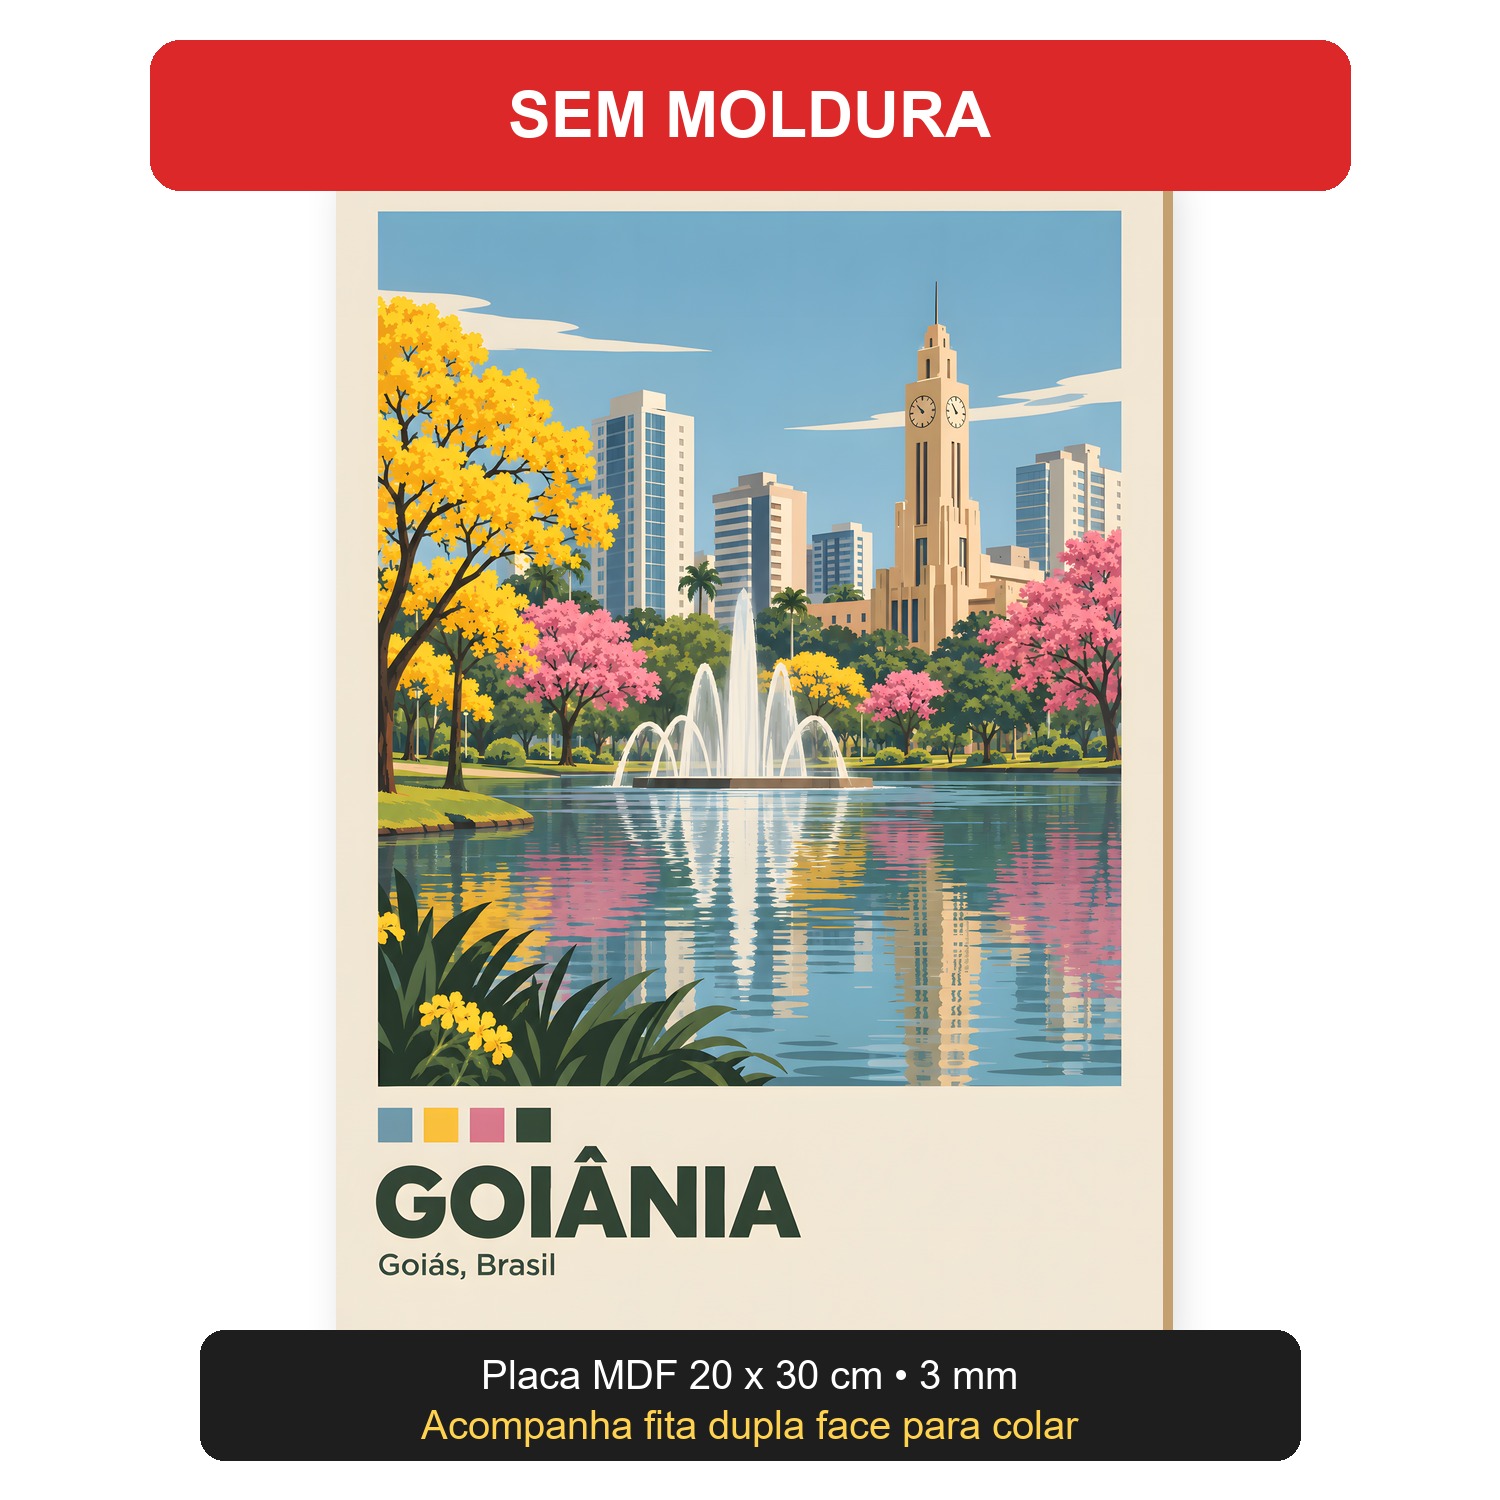 SEM MOLDURA
GOIÂNIA
Goiás, Brasil
Placa MDF 20 x 30 cm • 3 mm
Acompanha fita dupla face para colar